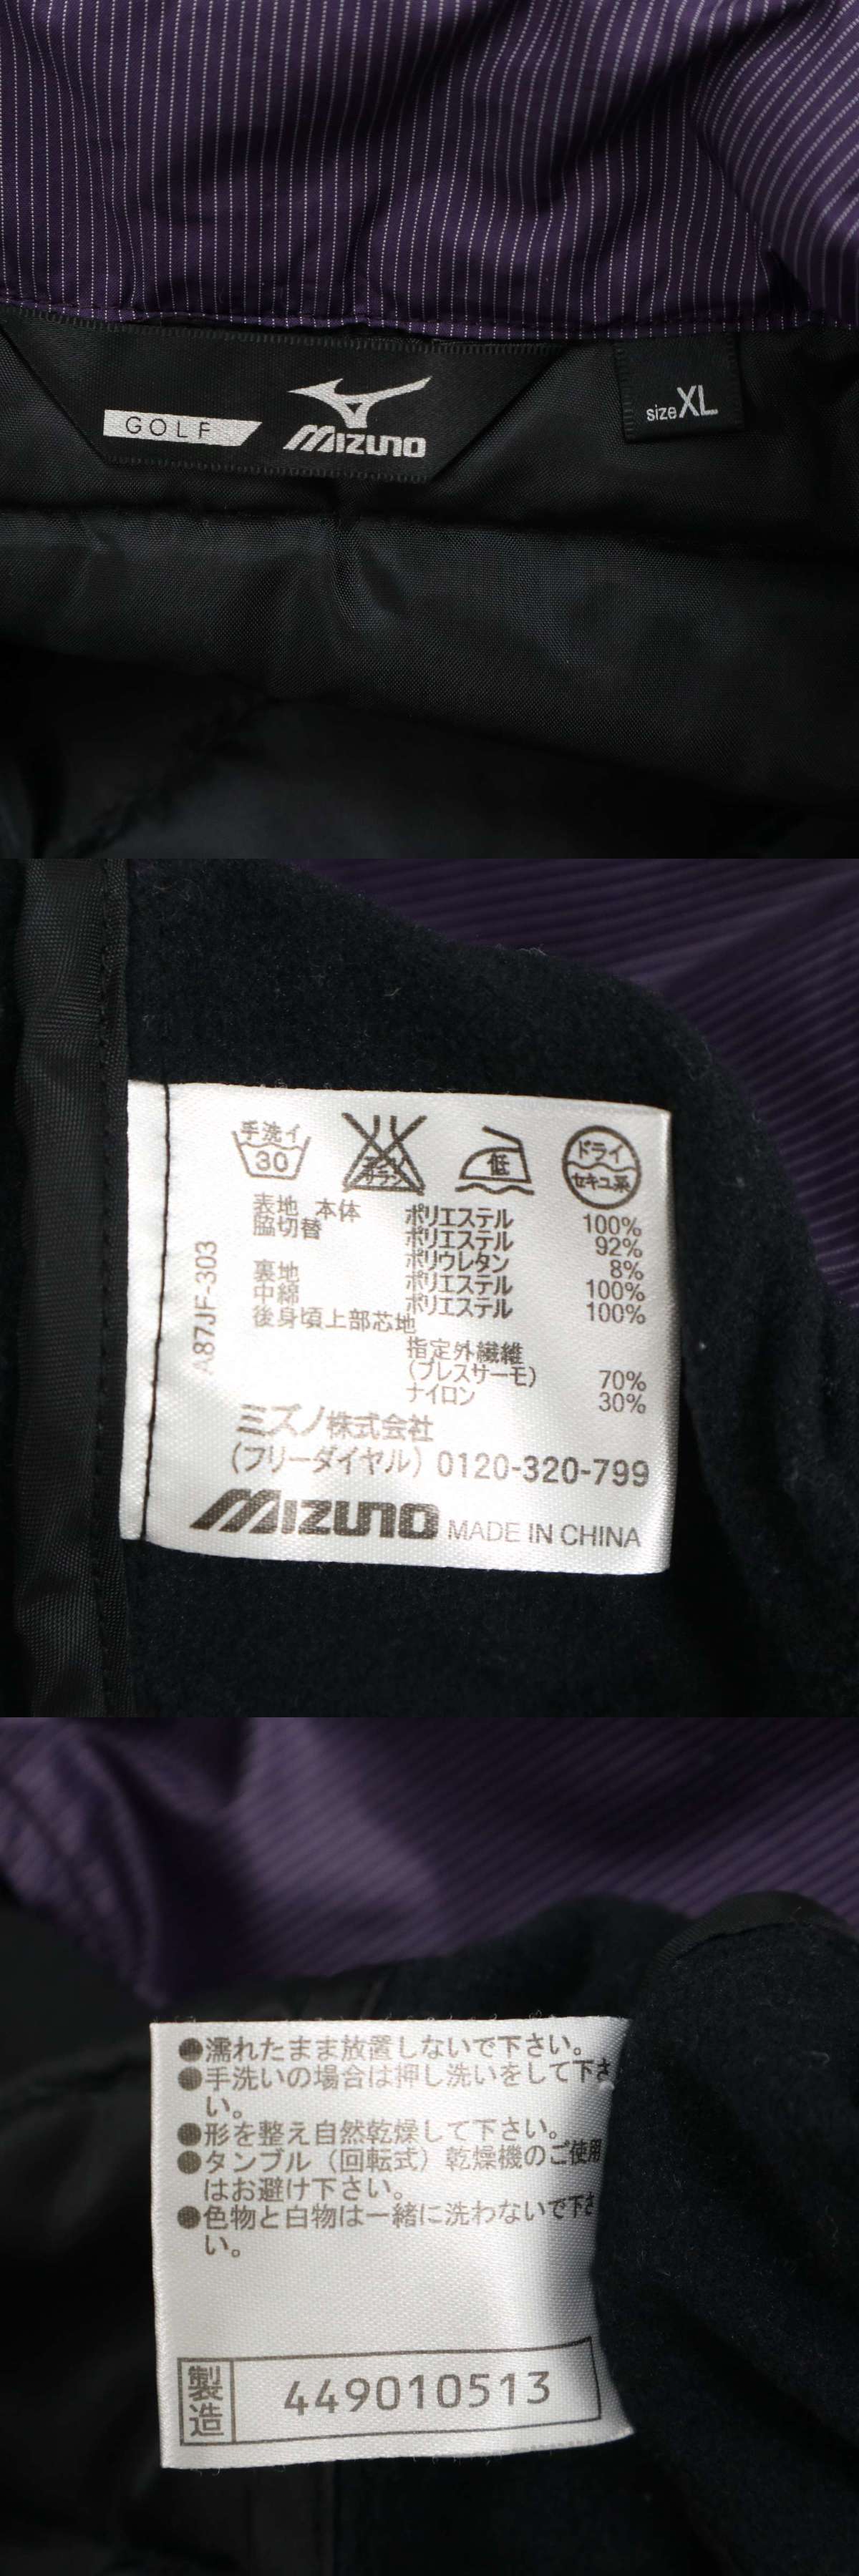 GOLF
MIZUNO
size XL
手洗イ
30
エンソ
サラシ
低
ドライ
セキユ系
A87JF-303
表地 本体 ポリエステル 100%
脇切替 ポリエステル 92%
ポリウレタン 8%
裏地 ポリエステル 100%
中綿 ポリエステル 100%
後身頃上部芯地
指定外繊維
(ブレスサーモ) 70%
ナイロン 30%
ミズノ株式会社
(フリーダイヤル) 0120-320-799
MIZUNO MADE IN CHINA
●濡れたまま放置しないで下さい。
●手洗いの場合は押し洗いをして下さ
い。
●形を整え自然乾燥して下さい。
●タンブル（回転式）乾燥機のご使用
はお避け下さい。
●色物と白物は一緒に洗わないで下さ
い。
製造 449010513